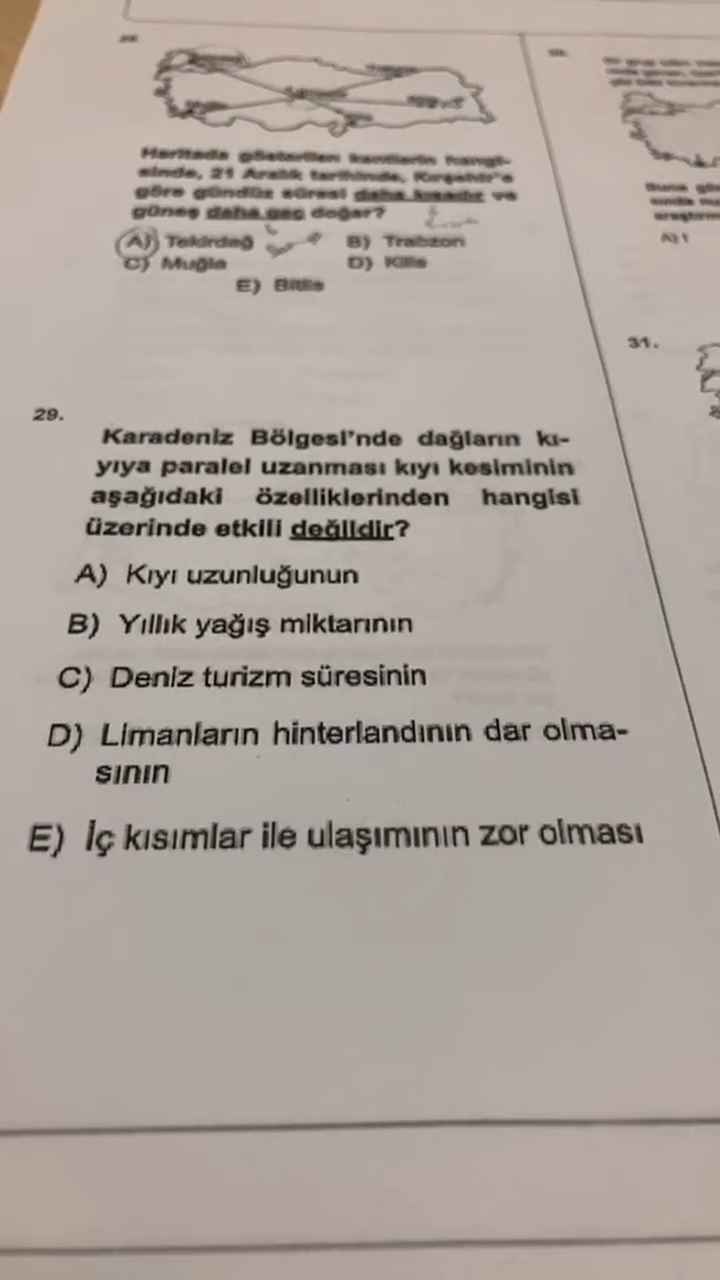 Haritada gösterilen kentlerin hangi-
sinde, 21 Aralık tarihinde, Kırşehir'e
göre gündüz süresi daha kısadır ve
güneş daha geç doğar?
A) Tekirdağ
B) Trabzon
C) Muğla
D) Kilis
E) Bitlis
29.
Karadeniz Bölgesi'nde dağların kı-
yıya paralel uzanması kıyı kesiminin
aşağıdaki özelliklerinden hangisi
üzerinde etkili değildir?
A) Kıyı uzunluğunun
B) Yıllık yağış miktarının
C) Deniz turizm süresinin
D) Limanların hinterlandının dar olma-
sının
E) İç kısımlar ile ulaşımının zor olması
Buna
A) 1
31.